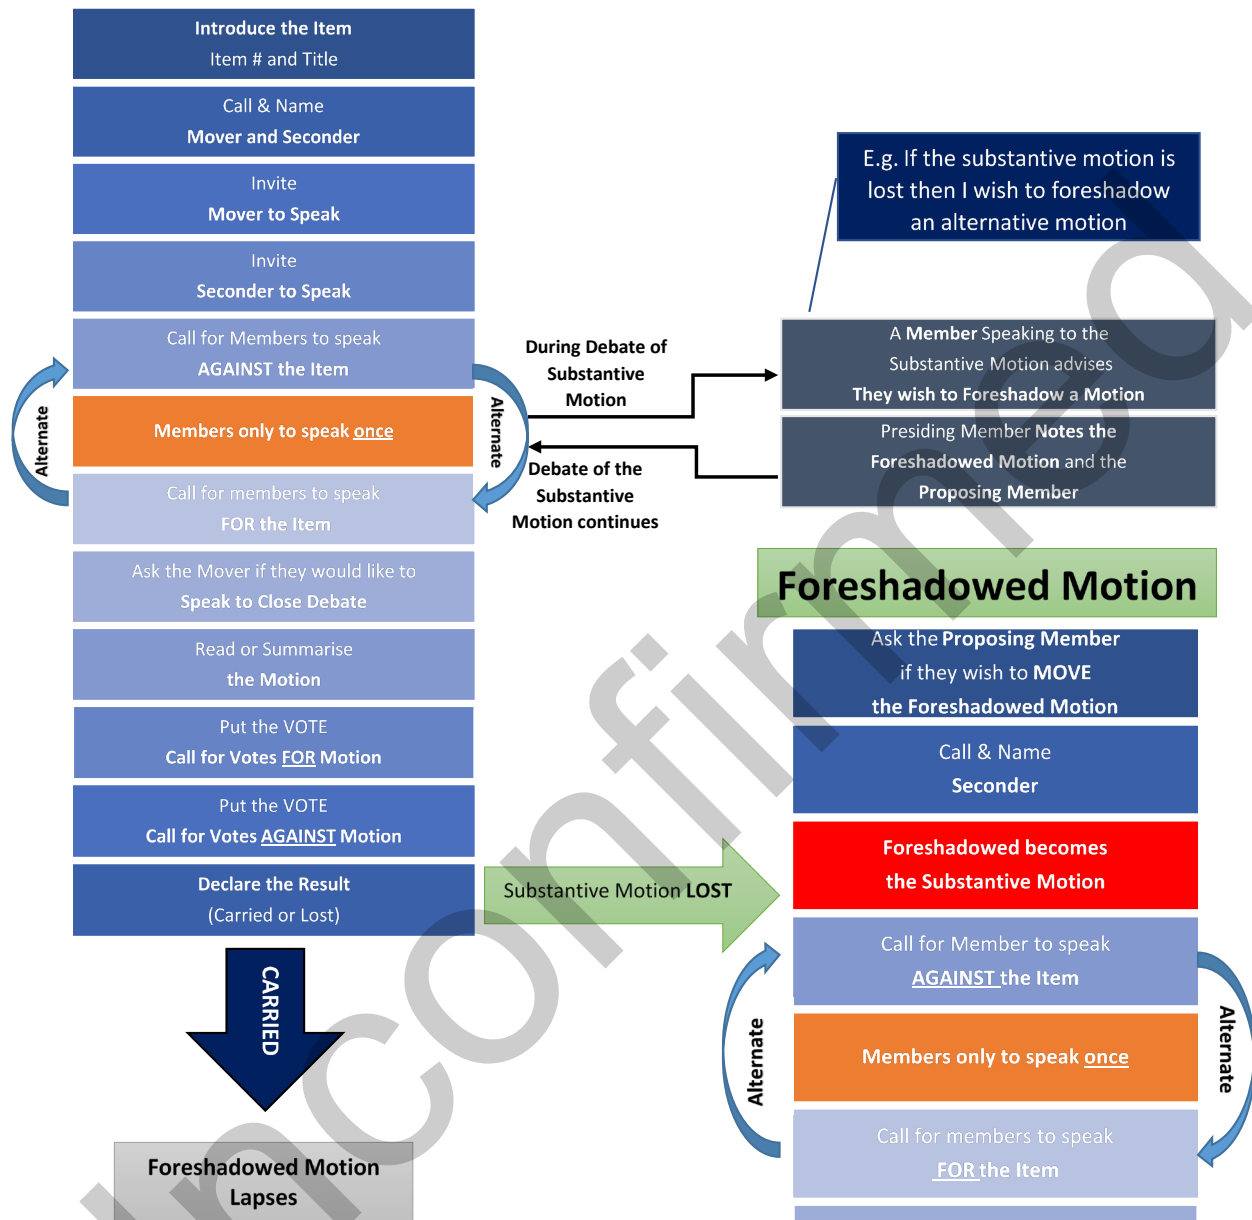 Introduce the Item
Item # and Title
Call & Name
Mover and Seconder
Invite
Mover to Speak
Invite
Seconder to Speak
Call for Members to speak
AGAINST the Item
Alternate
Alternate
Members only to speak once
Call for members to speak
FOR the Item
Ask the Mover if they would like to
Speak to Close Debate
Read or Summarise
the Motion
Put the VOTE
Call for Votes FOR Motion
Put the VOTE
Call for Votes AGAINST Motion
Declare the Result
(Carried or Lost)
CARRIED
Foreshadowed Motion
Lapses
During Debate of
Substantive
Motion
Debate of the
Substantive
Motion continues
E.g. If the substantive motion is
lost then I wish to foreshadow
an alternative motion
A Member Speaking to the
Substantive Motion advises
They wish to Foreshadow a Motion
Presiding Member Notes the
Foreshadowed Motion and the
Proposing Member
Substantive Motion LOST
Foreshadowed Motion
Ask the Proposing Member
if they wish to MOVE
the Foreshadowed Motion
Call & Name
Seconder
Foreshadowed becomes
the Substantive Motion
Call for Member to speak
AGAINST the Item
Alternate
Alternate
Members only to speak once
Call for members to speak
FOR the Item
Unconfirmed